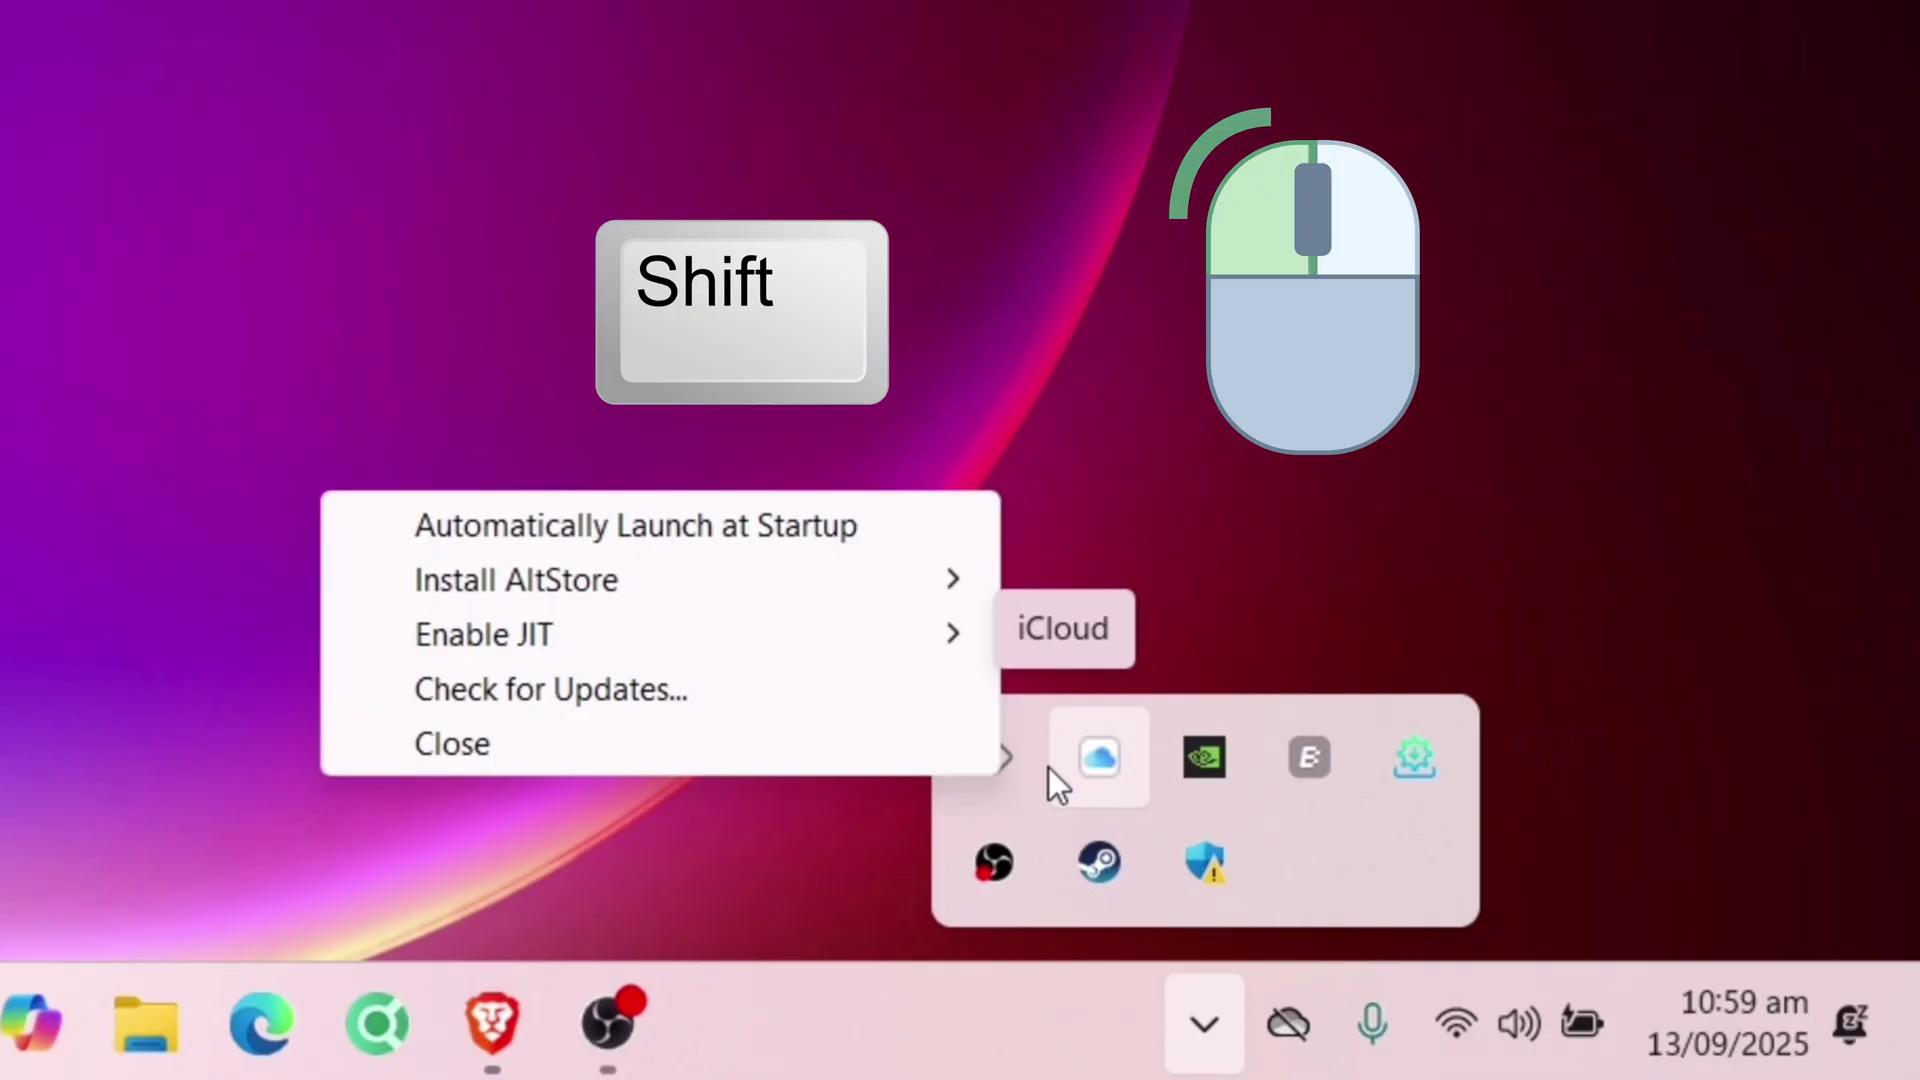 Shift
Automatically Launch at Startup
Install AltStore
Enable JIT
Check for Updates...
Close
iCloud
10:59 am
13/09/2025